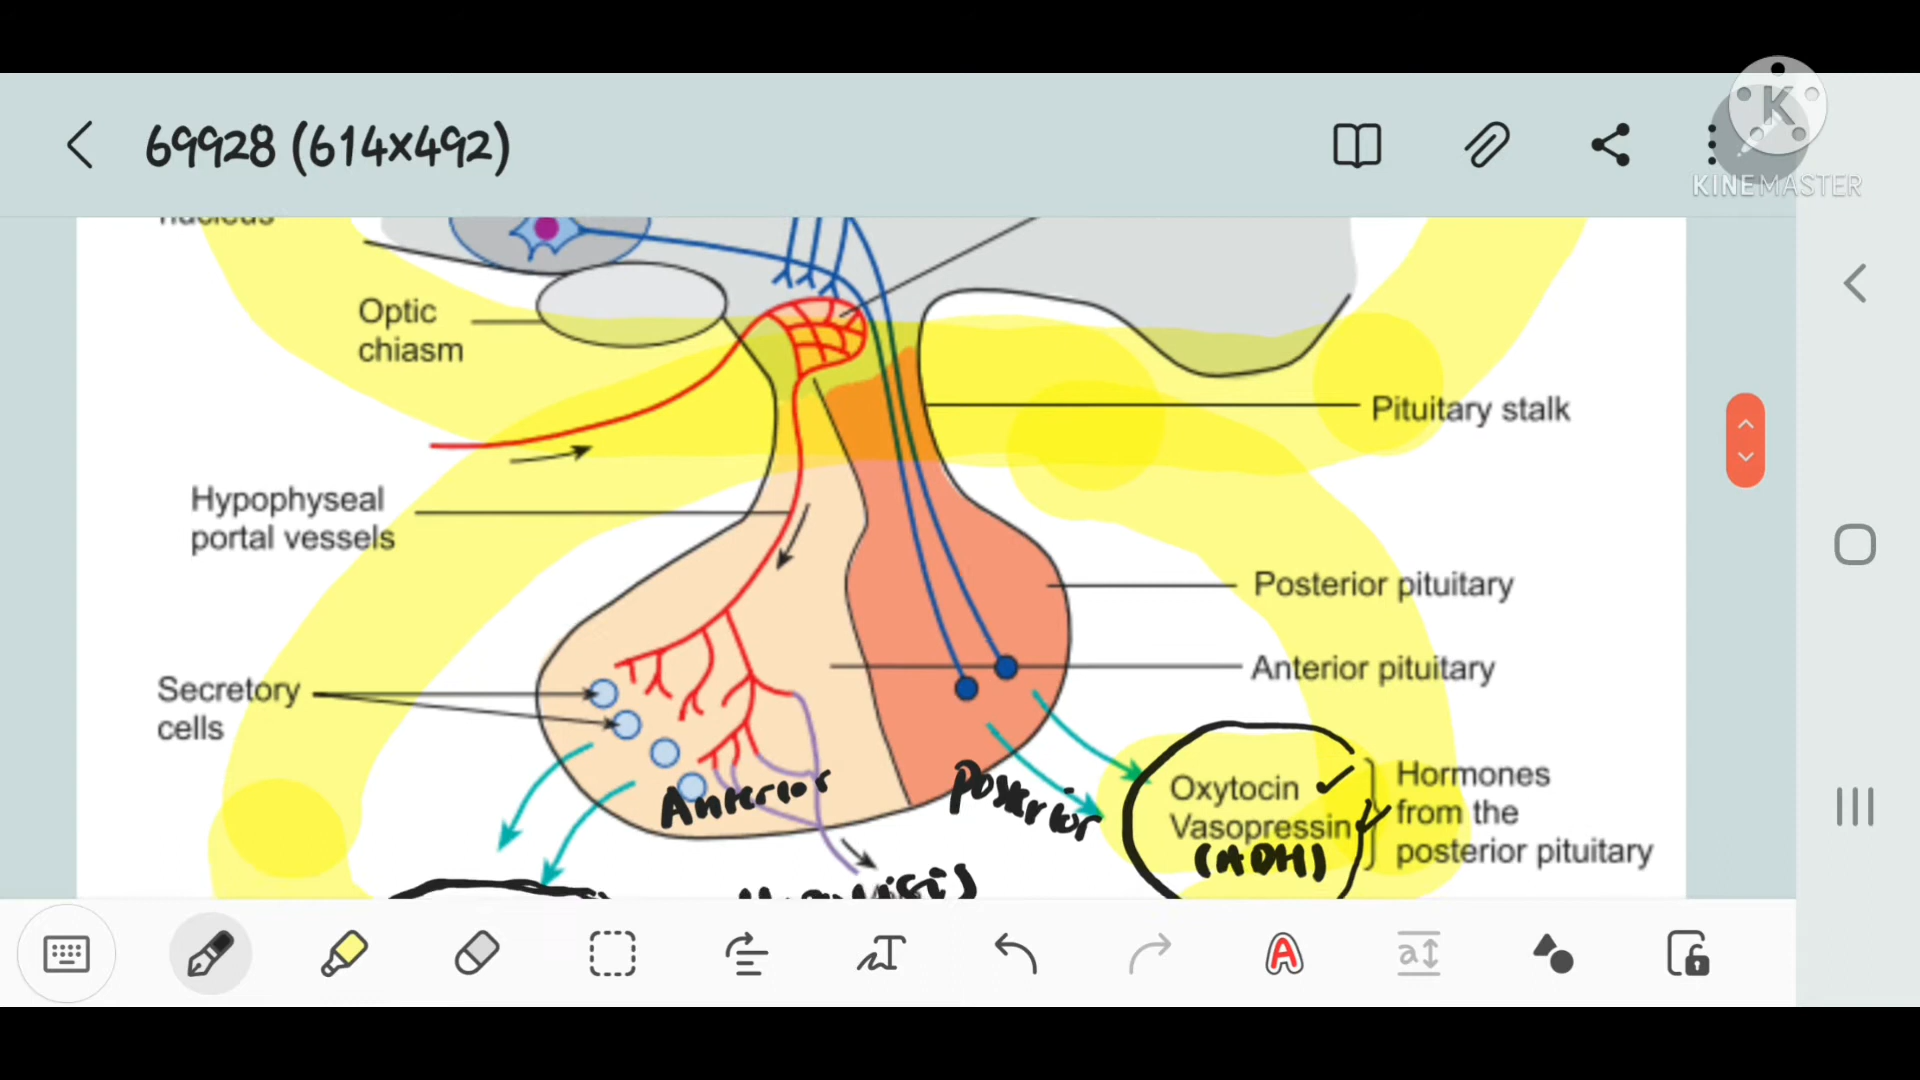 69928 (614x492)
KINEMASTER
nucleus
Optic
chiasm
Pituitary stalk
Hypophyseal
portal vessels
Posterior pituitary
Anterior pituitary
Secretory
cells
Anterior
Posterior
Oxytocin
Vasopressin
(ADH)
Hormones
from the
posterior pituitary